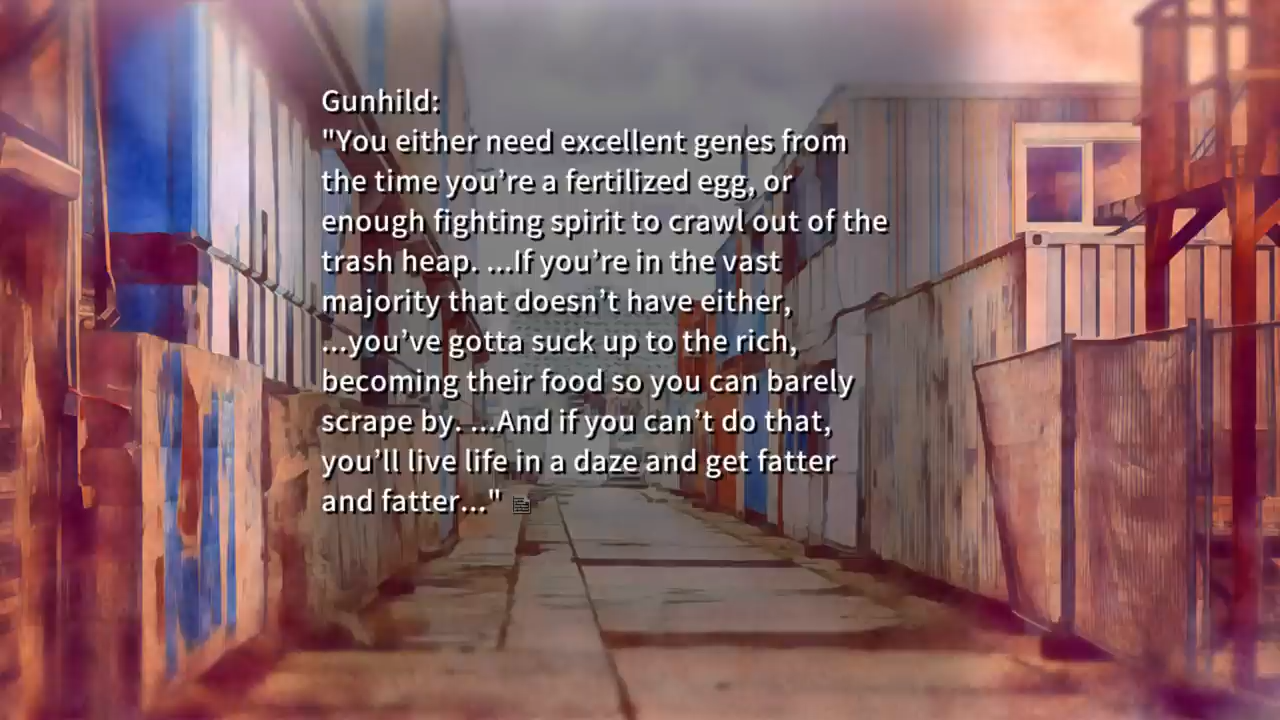 Gunhild:
"You either need excellent genes from
the time you’re a fertilized egg, or
enough fighting spirit to crawl out of the
trash heap. ...If you’re in the vast
majority that doesn’t have either,
...you’ve gotta suck up to the rich,
becoming their food so you can barely
scrape by. ...And if you can’t do that,
you’ll live life in a daze and get fatter
and fatter..."